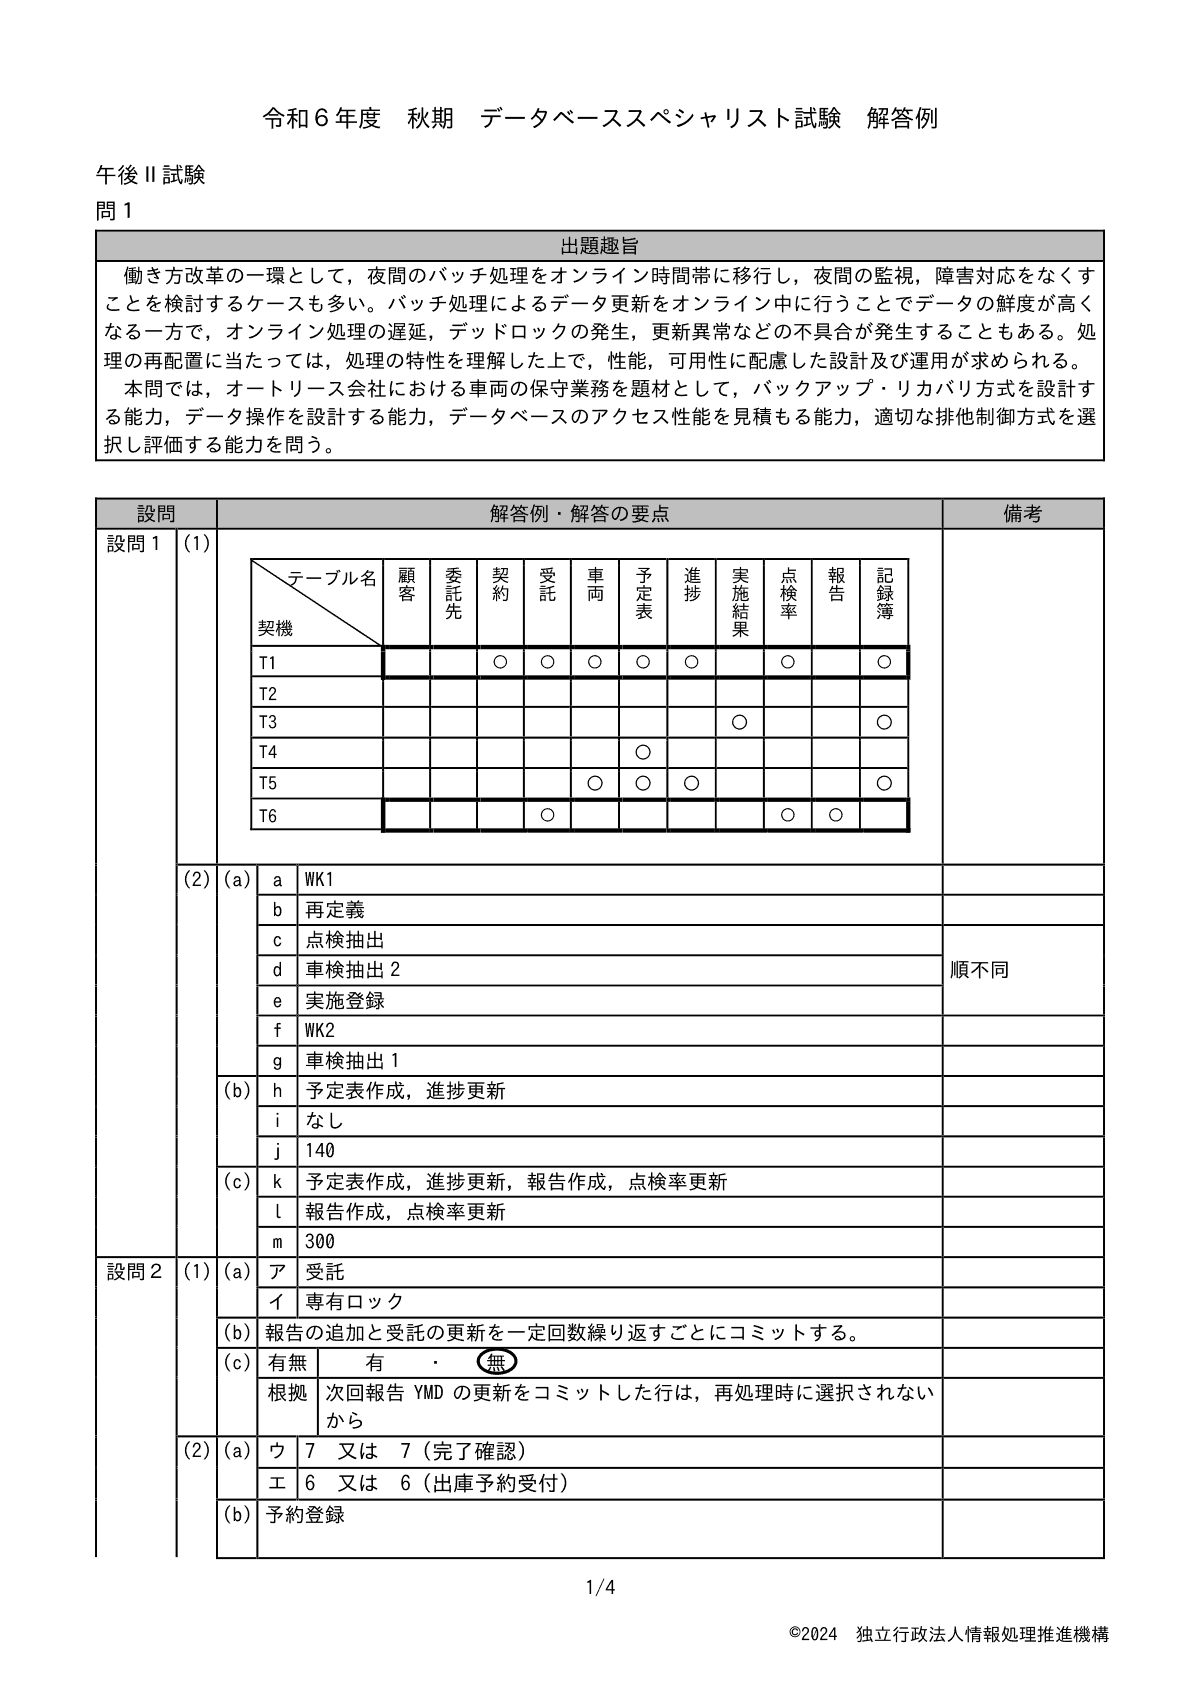 令和６年度　秋期　データベーススペシャリスト試験　解答例
午後Ⅱ試験
問１
出題趣旨
　働き方改革の一環として，夜間のバッチ処理をオンライン時間帯に移行し，夜間の監視，障害対応をなくす
ことを検討するケースも多い。バッチ処理によるデータ更新をオンライン中に行うことでデータの鮮度が高く
なる一方で，オンライン処理の遅延，デッドロックの発生，更新異常などの不具合が発生することもある。処
理の再配置に当たっては，処理の特性を理解した上で，性能，可用性に配慮した設計及び運用が求められる。
　本問では，オートリース会社における車両の保守業務を題材として，バックアップ・リカバリ方式を設計す
る能力，データ操作を設計する能力，データベースのアクセス性能を見積もる能力，適切な排他制御方式を選
択し評価する能力を問う。
設問 解答例・解答の要点 備考
設問１ (1)
テーブル名 顧客 委託先 契約 受託 車両 予定表 進捗 実施結果 点検率 報告 記録簿
契機
T1 ○ ○ ○ ○ ○ ○ ○
T2
T3 ○ ○
T4 ○
T5 ○ ○ ○ ○
T6 ○ ○ ○
(2) (a) a WK1
b 再定義
c 点検抽出
d 車検抽出 2 順不同
e 実施登録
f WK2
g 車検抽出 1
(b) h 予定表作成，進捗更新
i なし
j 140
(c) k 予定表作成，進捗更新，報告作成，点検率更新
l 報告作成，点検率更新
m 300
設問２ (1) (a) ア 受託
イ 専有ロック
(b) 報告の追加と受託の更新を一定回数繰り返すごとにコミットする。
(c) 有無 有 ・ 無
根拠 次回報告 YMD の更新をコミットした行は，再処理時に選択されない
から
(2) (a) ウ 7　又は　7（完了確認）
エ 6　又は　6（出庫予約受付）
(b) 予約登録
1/4
©2024　独立行政法人情報処理推進機構